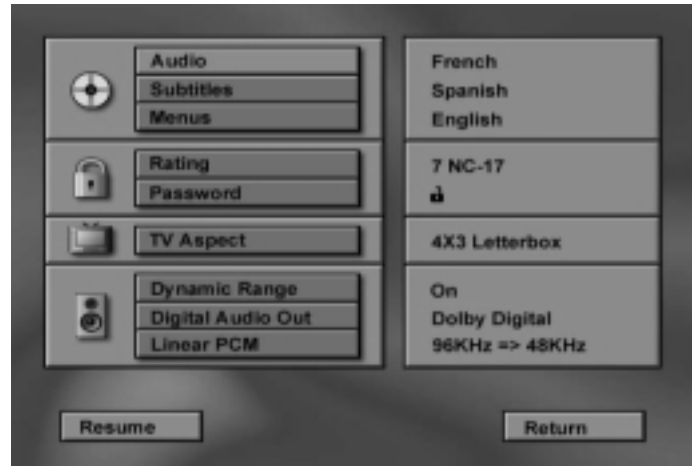 Audio French
Subtitles Spanish
Menus English
Rating 7 NC-17
Password
TV Aspect 4X3 Letterbox
Dynamic Range On
Digital Audio Out Dolby Digital
Linear PCM 96KHz => 48KHz
Resume Return